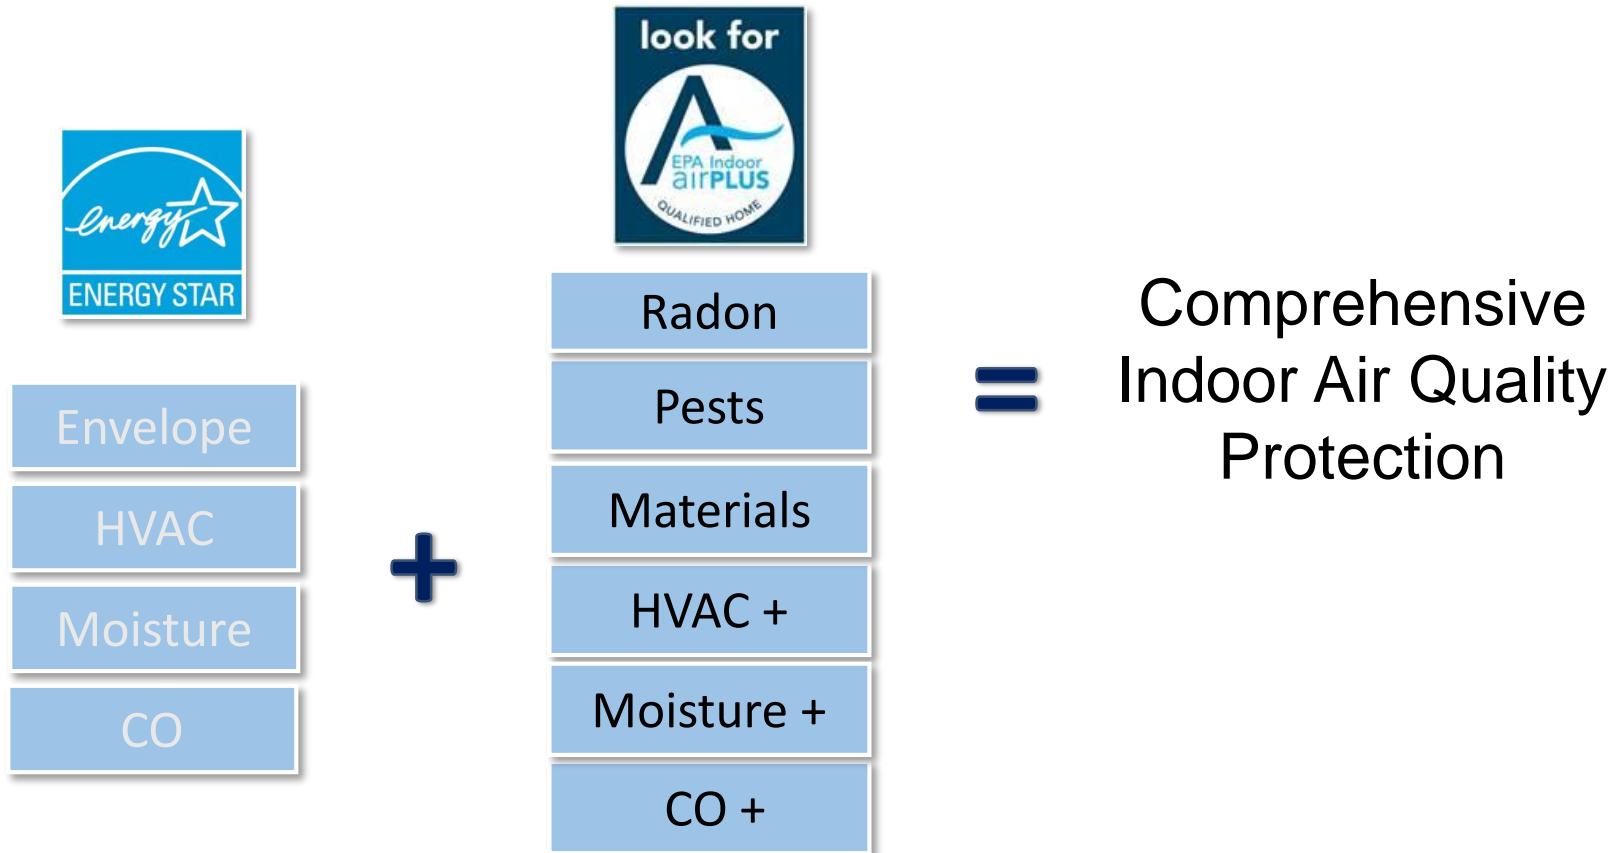 energy
ENERGY STAR
Envelope
HVAC
Moisture
CO
+
look for
A
EPA Indoor
airPLUS
QUALIFIED HOME
Radon
Pests
Materials
HVAC +
Moisture +
CO +
=
Comprehensive
Indoor Air Quality
Protection